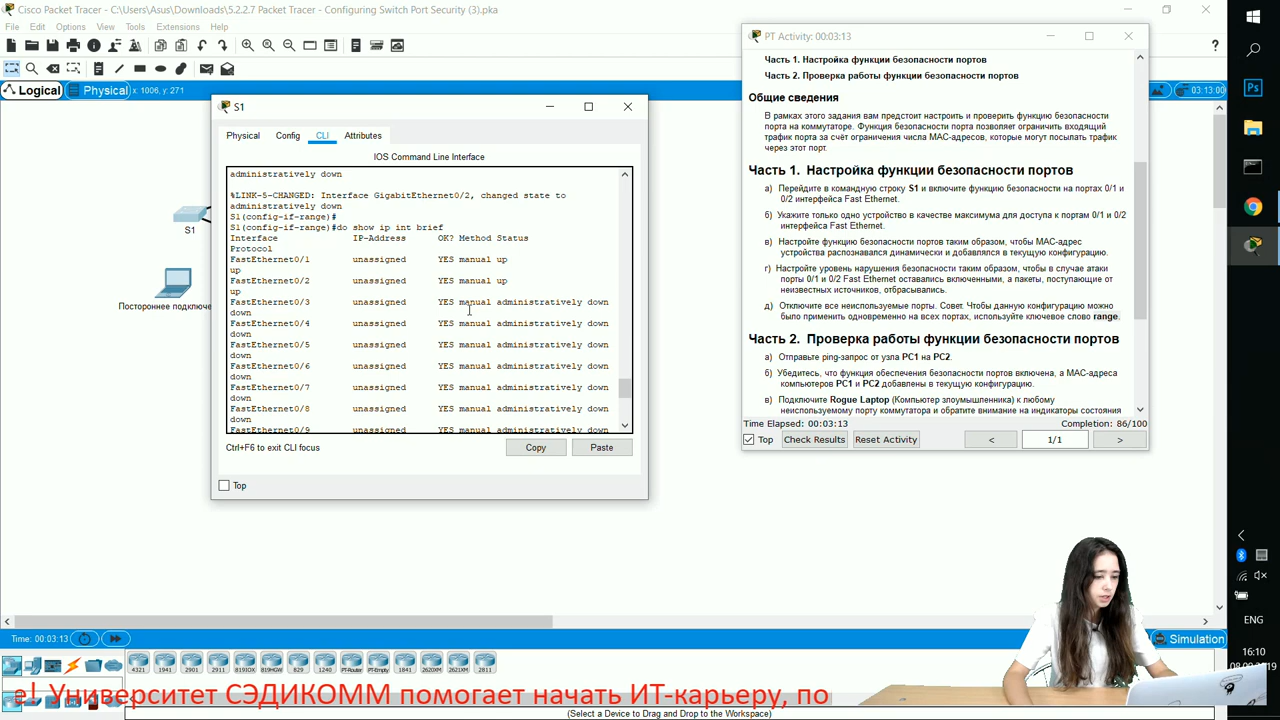 Cisco Packet Tracer - C:\Users\Asus\Downloads\5.2.2.7 Packet Tracer - Configuring Switch Port Security (3).pka
File Edit Options View Tools Extensions Help
Logical Physical x: 1006, y: 271
03:13:00
S1
Постороннее подключе
S1
Physical Config CLI Attributes
IOS Command Line Interface
administratively down
%LINK-5-CHANGED: Interface GigabitEthernet0/2, changed state to
administratively down
S1(config-if-range)#
S1(config-if-range)#do show ip int brief
Interface IP-Address OK? Method Status
Protocol
FastEthernet0/1 unassigned YES manual up
up
FastEthernet0/2 unassigned YES manual up
up
FastEthernet0/3 unassigned YES manual administratively down
down
FastEthernet0/4 unassigned YES manual administratively down
down
FastEthernet0/5 unassigned YES manual administratively down
down
FastEthernet0/6 unassigned YES manual administratively down
down
FastEthernet0/7 unassigned YES manual administratively down
down
FastEthernet0/8 unassigned YES manual administratively down
down
FastEthernet0/9 unassigned YES manual administratively down
Ctrl+F6 to exit CLI focus
Copy
Paste
Top
PT Activity: 00:03:13
Часть 1. Настройка функции безопасности портов
Часть 2. Проверка работы функции безопасности портов
Общие сведения
В рамках этого задания вам предстоит настроить и проверить функцию безопасности
порта на коммутаторе. Функция безопасности порта позволяет ограничить входящий
трафик порта за счёт ограничения числа MAC-адресов, которые могут посылать трафик
через этот порт.
Часть 1. Настройка функции безопасности портов
а) Перейдите в командную строку S1 и включите функцию безопасности на портах 0/1 и
0/2 интерфейса Fast Ethernet.
б) Укажите только одно устройство в качестве максимума для доступа к портам 0/1 и 0/2
интерфейса Fast Ethernet.
в) Настройте функцию безопасности портов таким образом, чтобы MAC-адрес
устройства распознавался динамически и добавлялся в текущую конфигурацию.
г) Настройте уровень нарушения безопасности таким образом, чтобы в случае атаки
порты 0/1 и 0/2 Fast Ethernet оставались включенными, а пакеты, поступающие от
неизвестных источников, отбрасывались.
д) Отключите все неиспользуемые порты. Совет. Чтобы данную конфигурацию можно
было применить одновременно на всех портах, используйте ключевое слово range.
Часть 2. Проверка работы функции безопасности портов
а) Отправьте ping-запрос от узла PC1 на PC2.
б) Убедитесь, что функция обеспечения безопасности портов включена, а MAC-адреса
компьютеров PC1 и PC2 добавлены в текущую конфигурацию.
в) Подключите Rogue Laptop (Компьютер злоумышленника) к любому
неиспользуемому порту коммутатора и обратите внимание на индикаторы состояния
Time Elapsed: 00:03:13 Completion: 86/100
Top Check Results Reset Activity < 1/1 >
ENG
16:10
Time: 00:03:13
Simulation
4321 1941 2901 2911 819IOX 819HGW 829 1240 PT-Router PT-Empty 1841 2620XM 2621XM 2811
е! Университет СЭДИКОММ помогает начать ИТ-карьеру, по
(Select a Device to Drag and Drop to the Workspace)